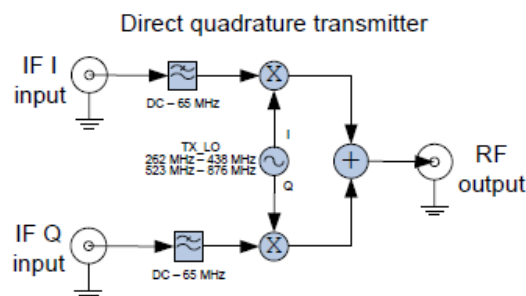 Direct quadrature transmitter
IF I
input
X
DC – 65 MHz
I
TX_LO
262 MHz – 438 MHz
523 MHz – 876 MHz
+
RF
output
Q
IF Q
input
X
DC – 65 MHz